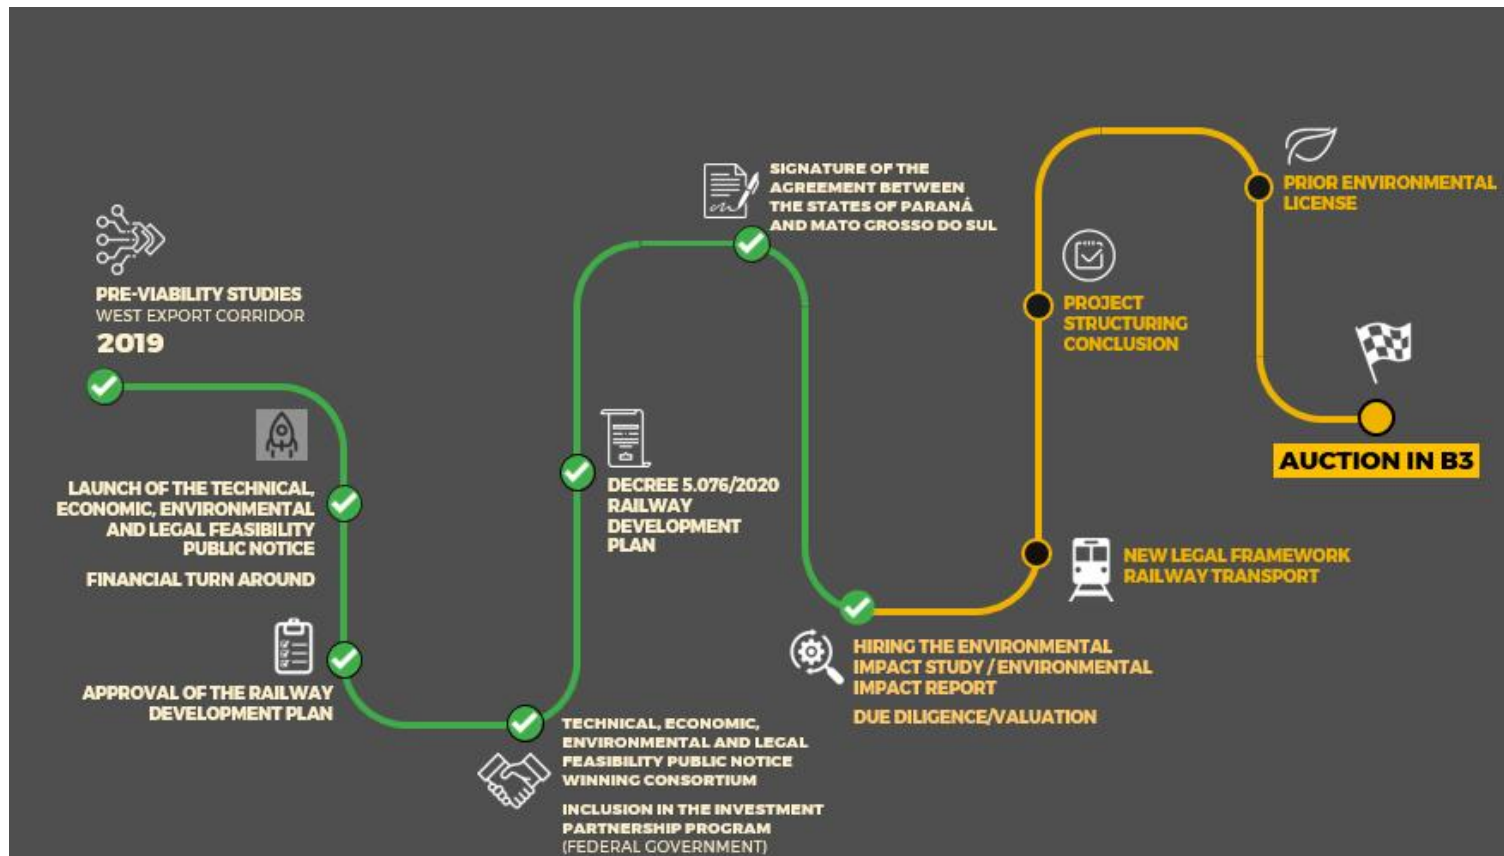 PRE-VIABILITY STUDIES
WEST EXPORT CORRIDOR
2019
LAUNCH OF THE TECHNICAL,
ECONOMIC, ENVIRONMENTAL
AND LEGAL FEASIBILITY
PUBLIC NOTICE
FINANCIAL TURN AROUND
APPROVAL OF THE RAILWAY
DEVELOPMENT PLAN
TECHNICAL, ECONOMIC,
ENVIRONMENTAL AND LEGAL
FEASIBILITY PUBLIC NOTICE
WINNING CONSORTIUM
INCLUSION IN THE INVESTMENT
PARTNERSHIP PROGRAM
(FEDERAL GOVERNMENT)
DECREE 5.076/2020
RAILWAY
DEVELOPMENT
PLAN
SIGNATURE OF THE
AGREEMENT BETWEEN
THE STATES OF PARANÁ
AND MATO GROSSO DO SUL
HIRING THE ENVIRONMENTAL
IMPACT STUDY / ENVIRONMENTAL
IMPACT REPORT
DUE DILIGENCE/VALUATION
NEW LEGAL FRAMEWORK
RAILWAY TRANSPORT
PROJECT
STRUCTURING
CONCLUSION
PRIOR ENVIRONMENTAL
LICENSE
AUCTION IN B3